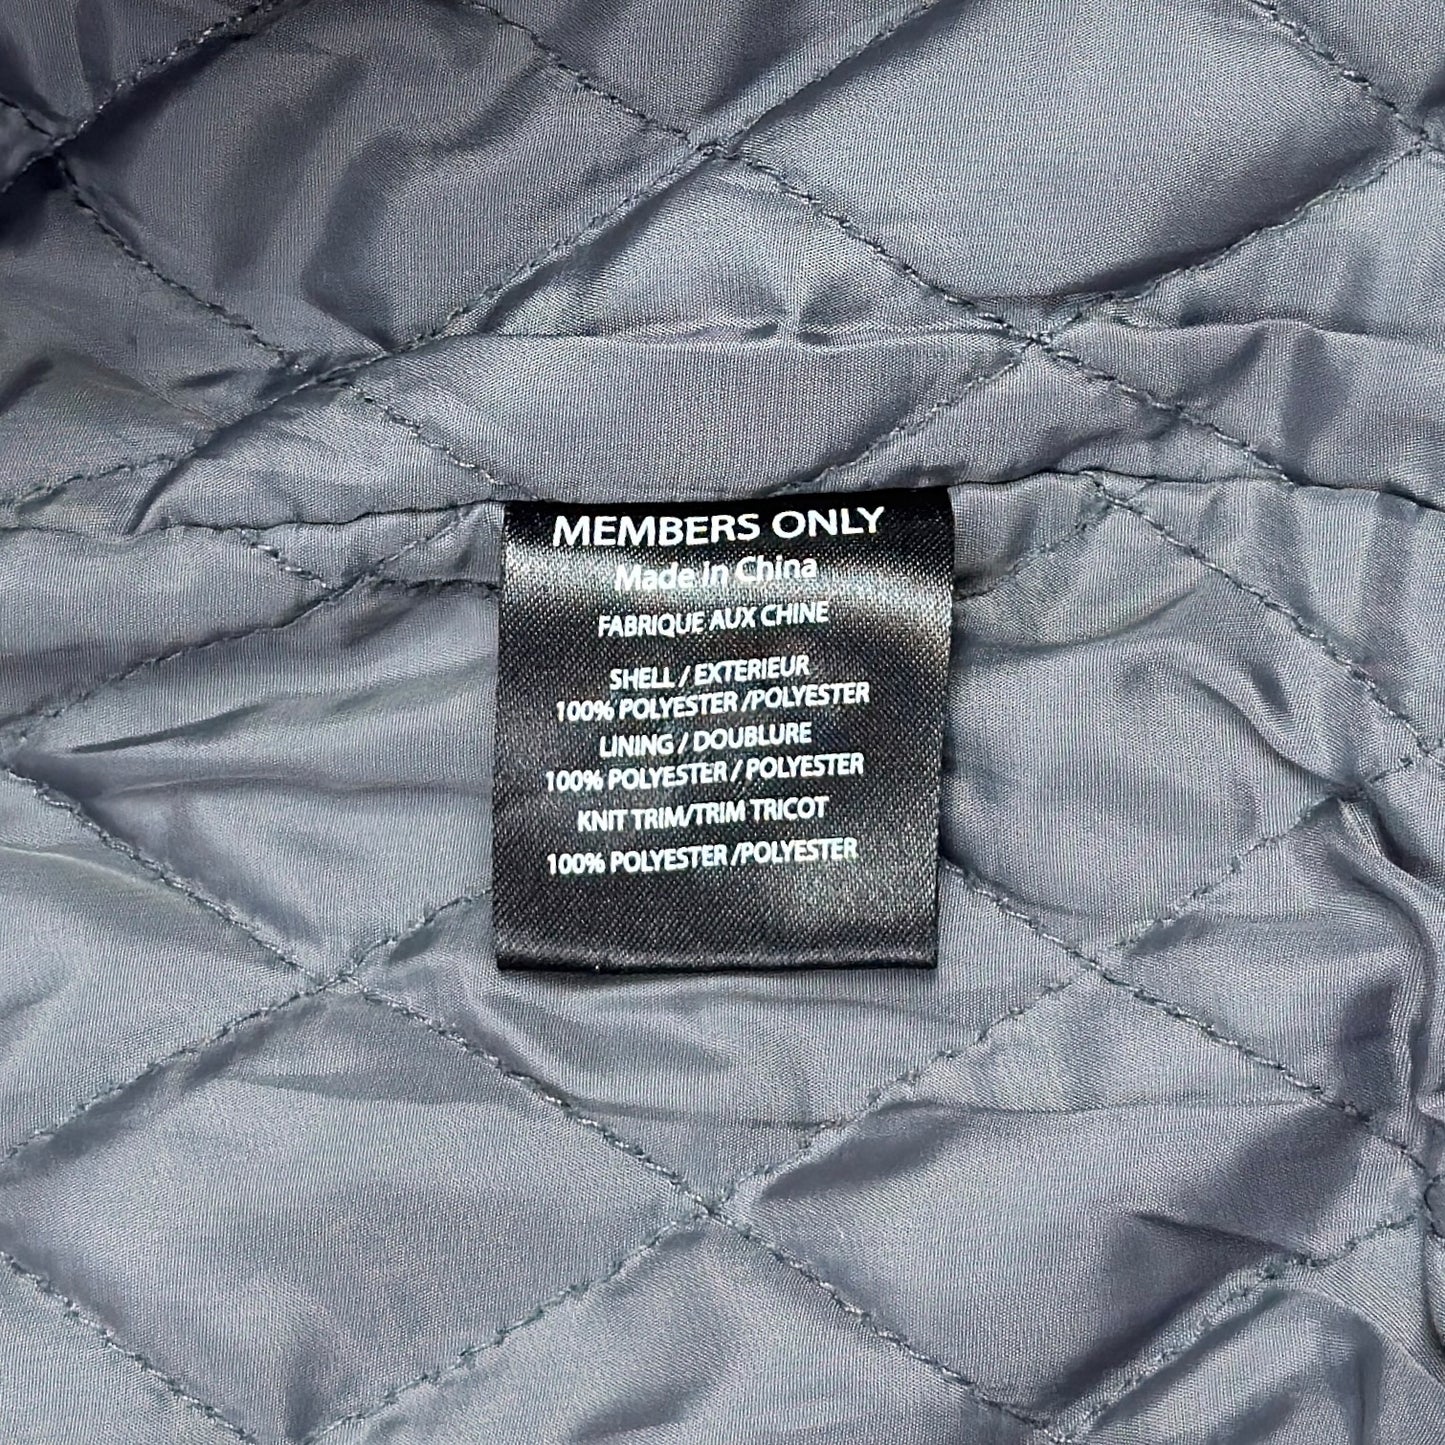 MEMBERS ONLY
Made In China
FABRIQUE AUX CHINE
SHELL / EXTERIEUR
100% POLYESTER /POLYESTER
LINING / DOUBLURE
100% POLYESTER / POLYESTER
KNIT TRIM/TRIM TRICOT
100% POLYESTER /POLYESTER